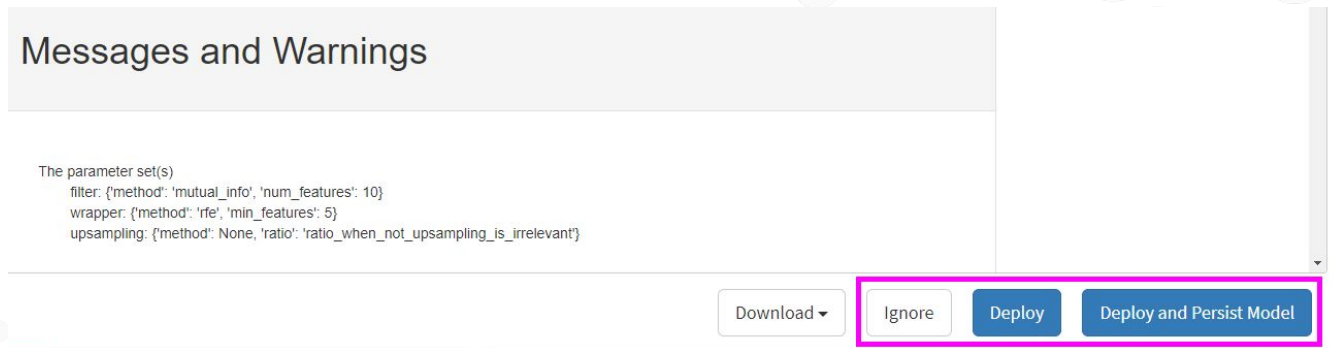 Messages and Warnings
The parameter set(s)
filter: {'method': 'mutual_info', 'num_features': 10}
wrapper: {'method': 'rfe', 'min_features': 5}
upsampling: {'method': None, 'ratio': 'ratio_when_not_upsampling_is_irrelevant'}
Download Ignore Deploy Deploy and Persist Model